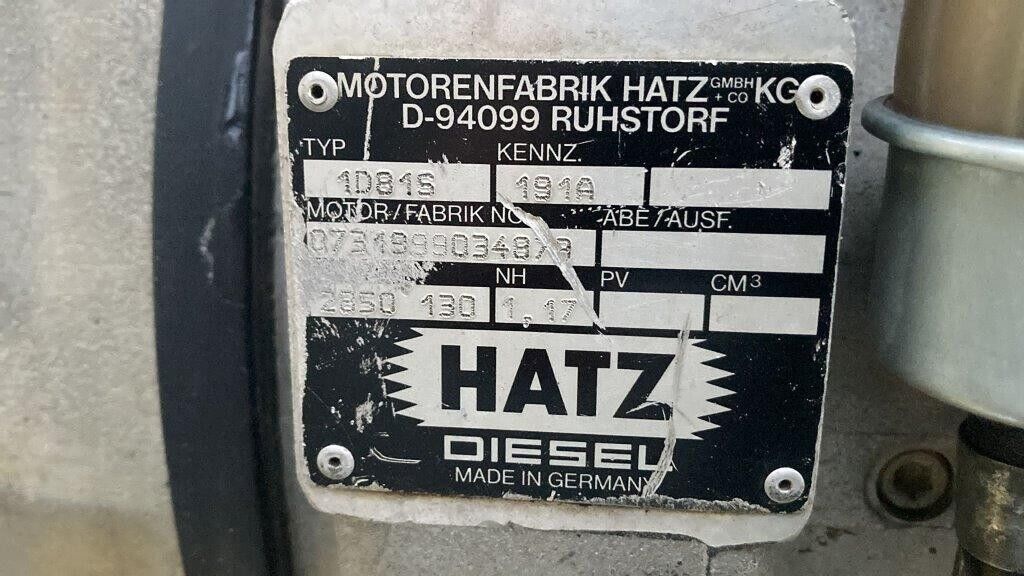 MOTORENFABRIK HATZ GMBH + CO KG
D-94099 RUHSTORF
TYP KENNZ.
1D81S 191A
MOTOR/FABRIK NO ABE/AUSF.
NH PV CM³
2850 130 1,17
HATZ
DIESEL
MADE IN GERMANY